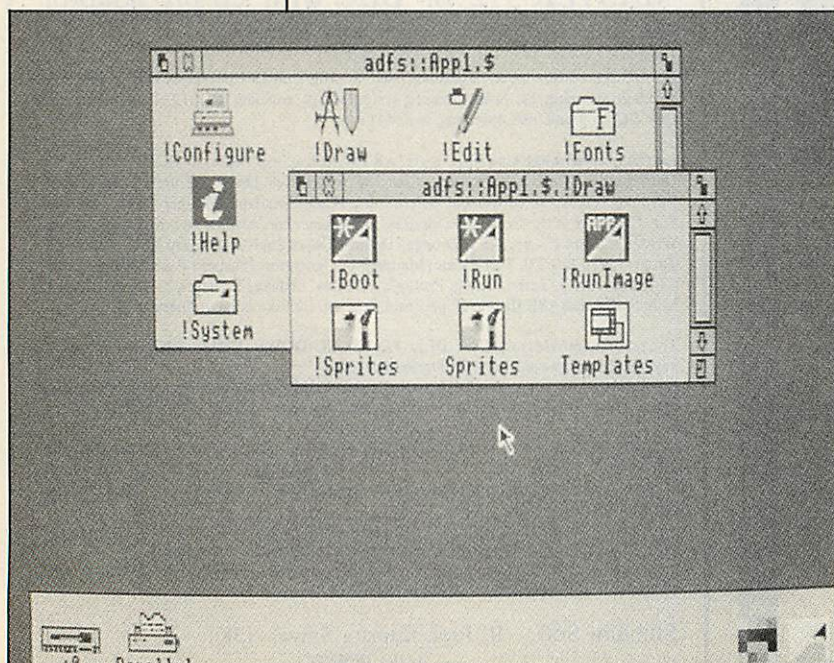 adfs::App1.$
!Configure !Draw !Edit !Fonts
adfs::App1.$.!Draw
!Help
!Boot !Run !RunImage
!System
!Sprites Sprites Templates